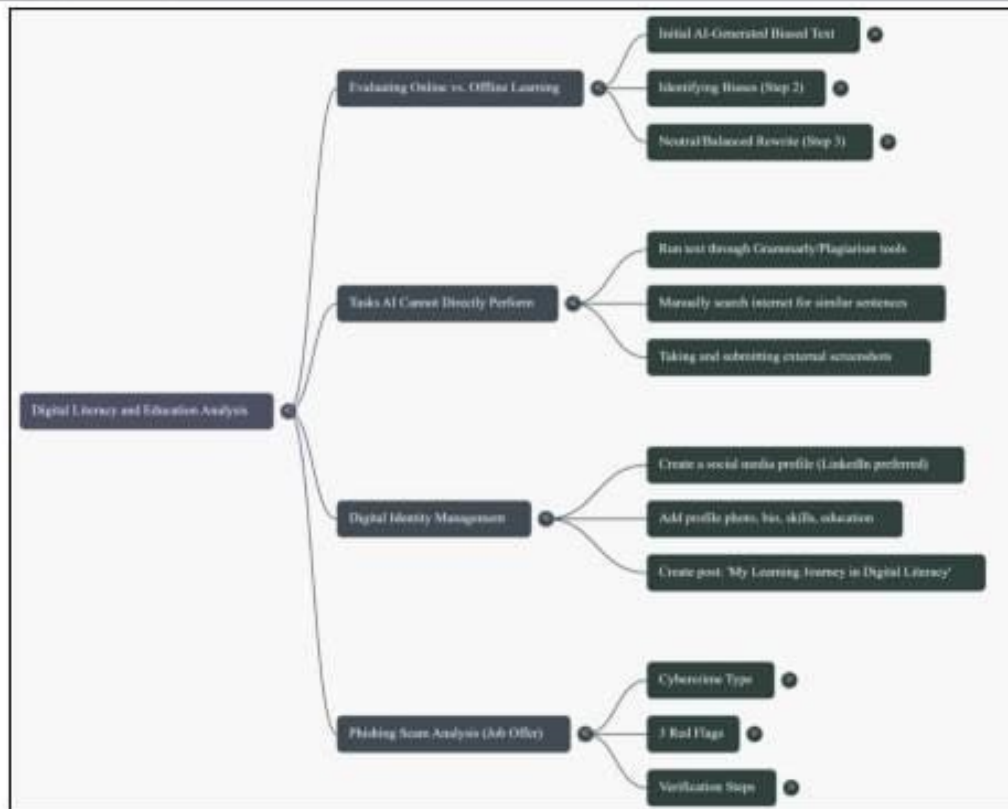 Digital Literacy and Education Analysis
Evaluating Online vs. Offline Learning
Initial AI-Generated Biased Text
Identifying Biases (Step 2)
Neutral/Balanced Rewrite (Step 3)
Tasks AI Cannot Directly Perform
Run text through Grammarly/Plagiarism tools
Manually search internet for similar sentences
Taking and submitting external screenshots
Digital Identity Management
Create a social media profile (LinkedIn preferred)
Add profile photo, bio, skills, education
Create post: 'My Learning Journey in Digital Literacy'
Phishing Scam Analysis (Job Offer)
Cybercrime Type
3 Red Flags
Verification Steps